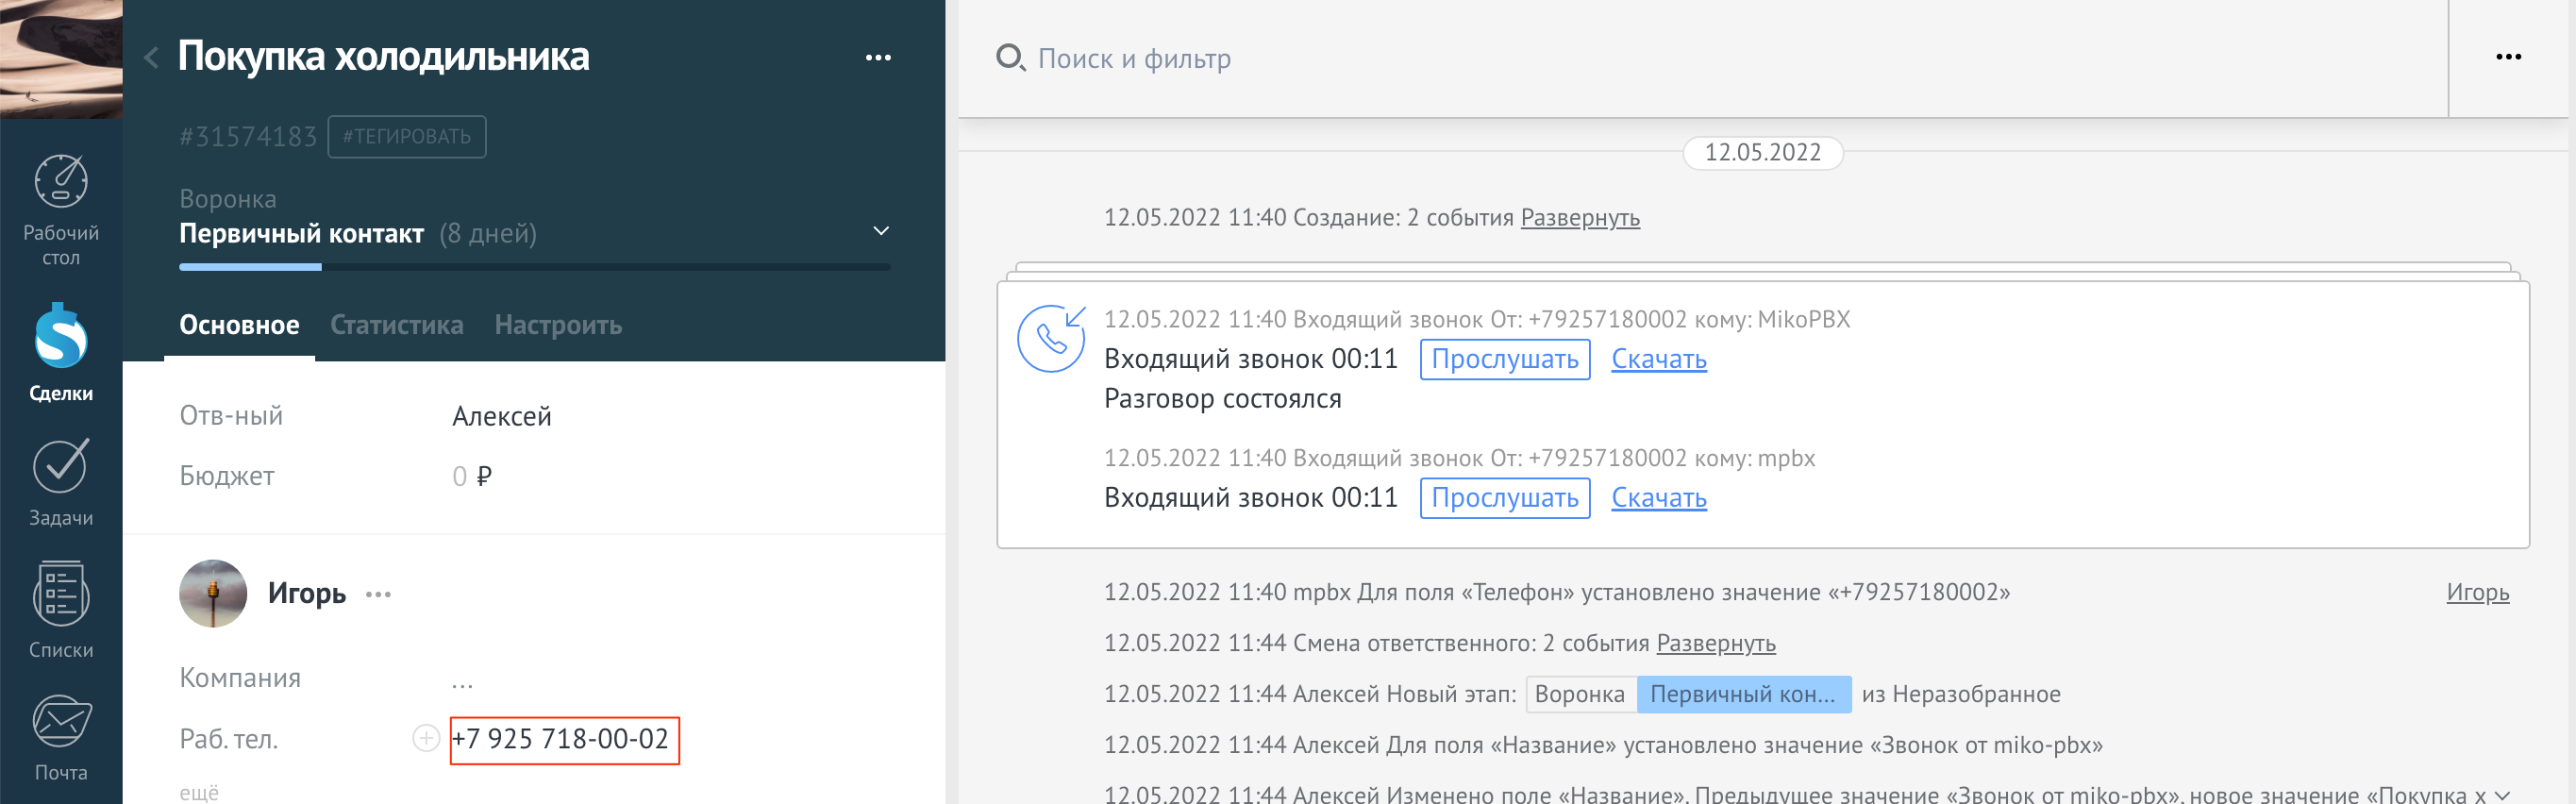 Рабочий
стол
Сделки
Задачи
Списки
Почта
Покупка холодильника
#31574183 #ТЕГИРОВАТЬ
Воронка
Первичный контакт (8 дней)
Основное Статистика Настроить
Отв-ный Алексей
Бюджет 0 ₽
Игорь
Компания ...
Раб. тел. +7 925 718-00-02
ещё
Поиск и фильтр
12.05.2022
12.05.2022 11:40 Создание: 2 события Развернуть
12.05.2022 11:40 Входящий звонок От: +79257180002 кому: MikoPBX
Входящий звонок 00:11 Прослушать Скачать
Разговор состоялся
12.05.2022 11:40 Входящий звонок От: +79257180002 кому: mpbx
Входящий звонок 00:11 Прослушать Скачать
12.05.2022 11:40 mpbx Для поля «Телефон» установлено значение «+79257180002» Игорь
12.05.2022 11:44 Смена ответственного: 2 события Развернуть
12.05.2022 11:44 Алексей Новый этап: Воронка Первичный кон... из Неразобранное
12.05.2022 11:44 Алексей Для поля «Название» установлено значение «Звонок от miko-pbx»
12.05.2022 11:44 Алексей Изменено поле «Название». Предыдущее значение «Звонок от miko-pbx», новое значение «Покупка х